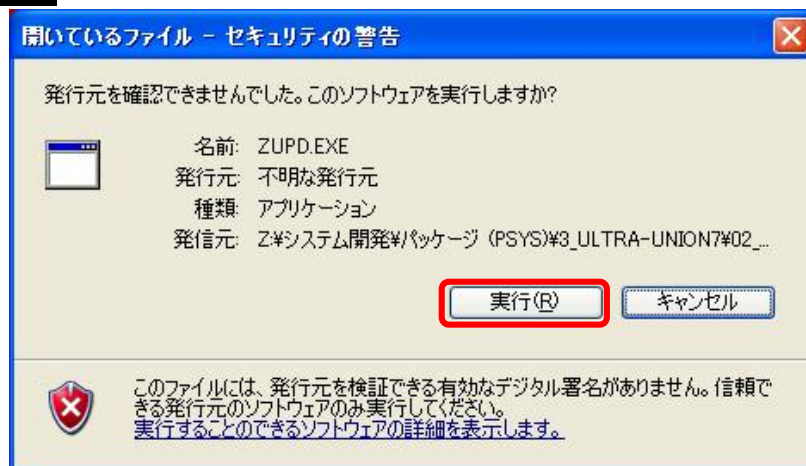 開いているファイル - セキュリティの警告
発行元を確認できませんでした。このソフトウェアを実行しますか?
名前: ZUPD.EXE
発行元: 不明な発行元
種類: アプリケーション
発信元: Z:¥システム開発¥パッケージ (PSYS)¥3_ULTRA-UNION7¥02_...
実行(R) キャンセル
このファイルには、発行元を検証できる有効なデジタル署名がありません。信頼で
きる発行元のソフトウェアのみ実行してください。
実行することのできるソフトウェアの詳細を表示します。